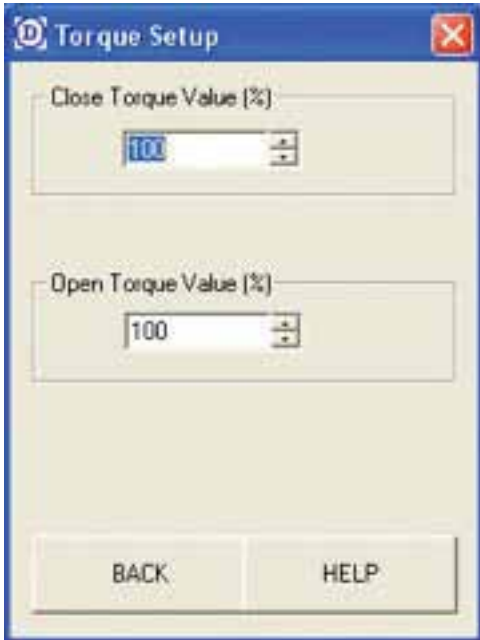 D Torque Setup
Close Torque Value (%)
100
Open Torque Value (%)
100
BACK HELP